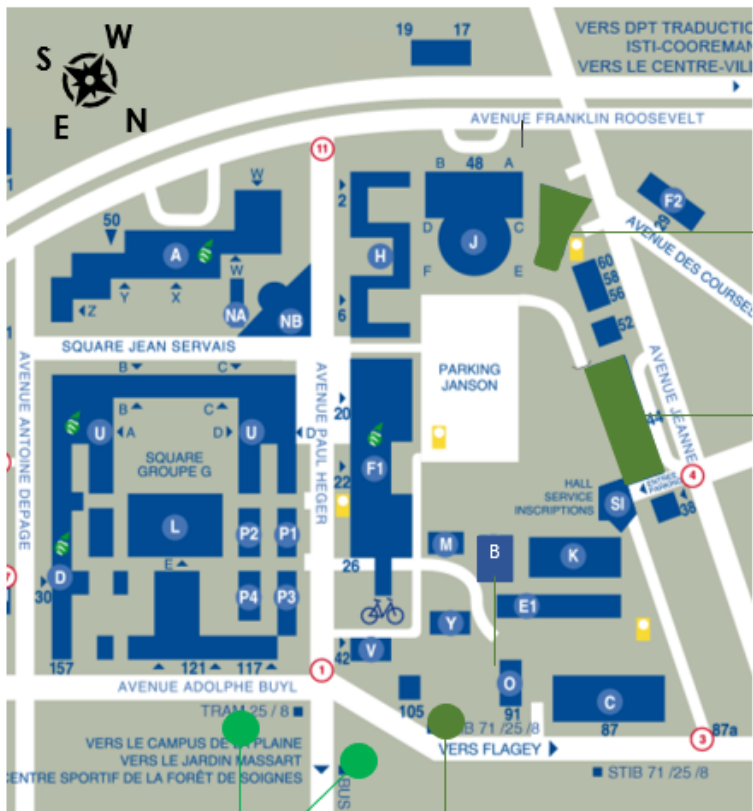 19 17
VERS DPT TRADUCTIO
ISTI-COOREMAN
VERS LE CENTRE-VILL
W
S
E N
AVENUE FRANKLIN ROOSEVELT
11
B 48 A
W
2
F2
29
50
D C
J
A
H
AVENUE DES COURSE
W
F E
60
58
56
Z Y X
NA NB
6
52
SQUARE JEAN SERVAIS
PARKING
JANSON
AVENUE ANTOINE DEPAGE
AVENUE PAUL HEGER
AVENUE JEANNE
B C
B C
20
44
U A D U D
SQUARE
GROUPE G
F1
22
4
ENTRÉE
PARKING
HALL
SERVICE
INSCRIPTIONS
SI
38
L P2 P1
M B K
E
26
D
30
P4 P3
E1
Y
V
42
157 121 117
1
O C
AVENUE ADOLPHE BUYL
105 91 87 87a
TRAM 25 / 8
B 71 /25 /8
3
VERS LE CAMPUS DE LA PLAINE
VERS FLAGEY
VERS LE JARDIN MASSART
CENTRE SPORTIF DE LA FORÊT DE SOIGNES
STIB 71 /25 /8
BUS